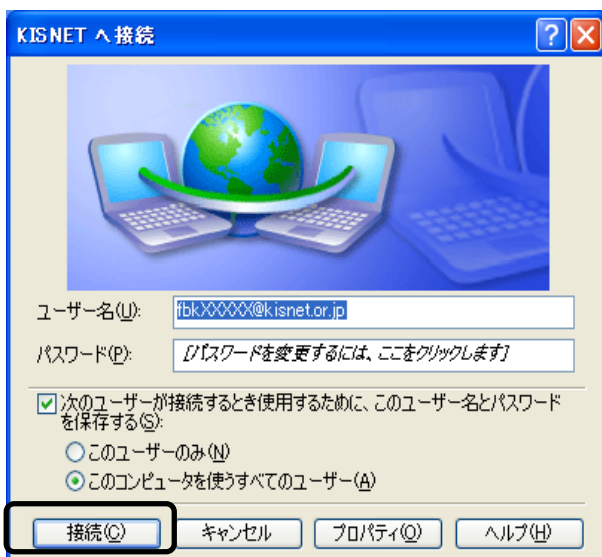 KISNET へ接続
ユーザー名(U):
fbkXXXXX@kisnet.or.jp
パスワード(P):
[パスワードを変更するには、ここをクリックします]
次のユーザーが接続するとき使用するために、このユーザー名とパスワード
を保存する(S):
このユーザーのみ(N)
このコンピュータを使うすべてのユーザー(A)
接続(C)
キャンセル
プロパティ(O)
ヘルプ(H)